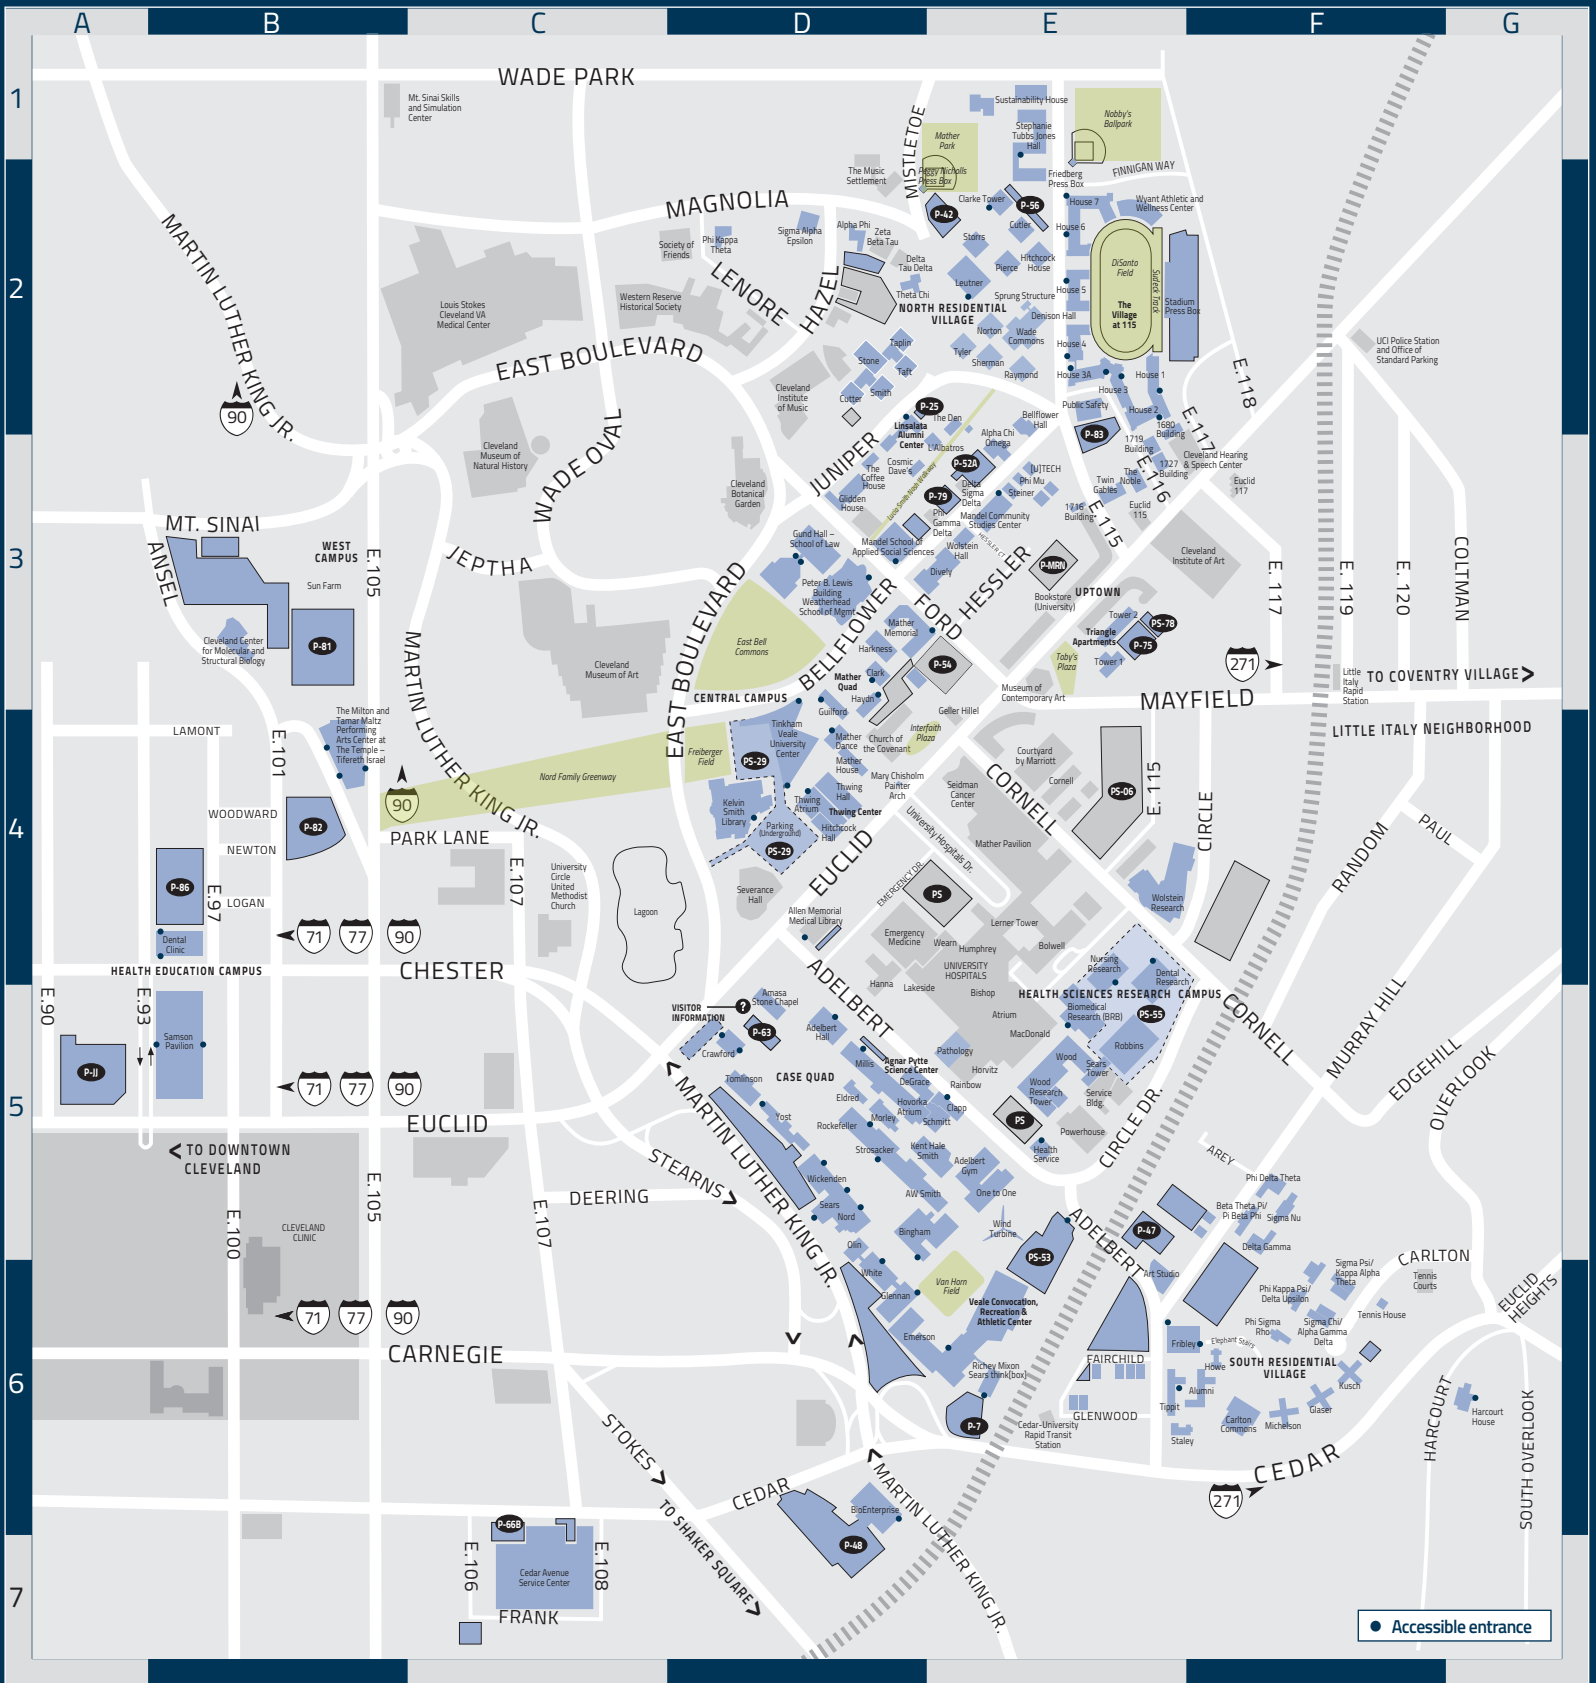 A
B
C
D
E
F
G
1
2
3
4
5
6
7
WADE PARK
Mt. Sinai Skills
and Simulation
Center
MISTLETOE
Mather
Park
Peggy Nicholls
Press Box
Sustainability House
Stephanie
Tubbs Jones
Hall
Nobby's
Ballpark
Friedberg
Press Box
FINNIGAN WAY
The Music
Settlement
MAGNOLIA
P-42
Clarke Tower
P-56
Cutler
House 7
Wyant Athletic and
Wellness Center
House 6
Storrs
Hitchcock
House
Pierce
Leutner
House 5
Sprung Structure
Denison Hall
DiSanto
Field
Sudeck Track
The
Village
at 115
Stadium
Press Box
MARTIN LUTHER KING JR.
Society of
Friends
Phi Kappa
Theta
Sigma Alpha
Epsilon
Alpha Phi
Zeta
Beta Tau
Delta
Tau Delta
Theta Chi
LENORE
HAZEL
NORTH RESIDENTIAL
VILLAGE
Louis Stokes
Cleveland VA
Medical Center
Western Reserve
Historical Society
EAST BOULEVARD
Norton
Wade
Commons
House 4
Tyler
Sherman
Raymond
House 3A
House 3
House 1
House 2
Taplin
Stone
Taft
Smith
Cutter
Cleveland
Institute
of Music
UCI Police Station
and Office of
Standard Parking
E.118
90
P-25
The Den
Linsalata
Alumni
Center
L'Albatros
Bellflower
Hall
Public Safety
P-83
1680
Building
1719
Building
1727
Building
E.117
Cleveland Hearing
& Speech Center
Alpha Chi
Omega
P-52A
[U]TECH
Phi Mu
Steiner
Twin
Gables
The
Noble
E.116
Euclid
117
Euclid
115
1716
Building
E.115
Cleveland
Museum of
Natural History
WADE OVAL
JUNIPER
The
Coffee
House
Cosmic
Dave's
Glidden
House
Lucia Smith Nash Walkway
P-79
Delta
Sigma
Delta
Phi
Gamma
Delta
Mandel Community
Studies Center
Cleveland
Botanical
Garden
MT. SINAI
WEST
CAMPUS
ANSEL
Sun Farm
E.105
JEPTHA
Gund Hall –
School of Law
Mandel School of
Applied Social Sciences
HESSLER CT
Wolstein
Hall
Dively
Peter B. Lewis
Building
Weatherhead
School of Mgmt.
HESSLER
P-MRN
Bookstore
(University)
UPTOWN
Cleveland
Institute of Art
E. 117
E. 119
E. 120
COLTMAN
FORD
BELLFLOWER
Mather
Memorial
Harkness
Tower 2
PS-78
Triangle
Apartments
P-75
Tower 1
Toby's
Plaza
Cleveland Center
for Molecular and
Structural Biology
P-81
MARTIN LUTHER KING JR.
Cleveland
Museum of Art
EAST BOULEVARD
East Bell
Commons
P-54
Clark
Mather
Quad
Haydn
271
Little
Italy
Rapid
Station
TO COVENTRY VILLAGE
MAYFIELD
LITTLE ITALY NEIGHBORHOOD
Museum of
Contemporary Art
CENTRAL CAMPUS
Guilford
Geller Hillel
Interfaith
Plaza
Church of
the Covenant
Mather
Dance
Mather
House
Tinkham
Veale
University
Center
PS-29
Freiberger
Field
Nord Family Greenway
LAMONT
E.101
The Milton and
Tamar Maltz
Performing
Arts Center at
The Temple –
Tifereth Israel
90
WOODWARD
P-82
NEWTON
PARK LANE
P-86
E.97
LOGAN
Dental
Clinic
HEALTH EDUCATION CAMPUS
71
77
90
CHESTER
E.107
University
Circle
United
Methodist
Church
Lagoon
Kelvin
Smith
Library
Thwing
Atrium
Thwing
Hall
Thwing Center
Hitchcock
Hall
Parking
(Underground)
PS-29
Mary Chisholm
Painter
Arch
Seidman
Cancer
Center
Courtyard
by Marriott
Cornell
PS-06
CORNELL
E. 115
CIRCLE
RANDOM
PAUL
EUCLID
University Hospitals Dr.
EMERGENCY DR.
Mather Pavilion
PS
Severance
Hall
Allen Memorial
Medical Library
Wolstein
Research
Lerner Tower
Emergency
Medicine
Wearn
Humphrey
Bolwell
Nursing
Research
Dental
Research
UNIVERSITY
HOSPITALS
Hanna
Lakeside
Bishop
Atrium
MacDonald
HEALTH SCIENCES RESEARCH CAMPUS
Biomedical
Research (BRB)
PS-55
Robbins
ADELBERT
CORNELL
MURRAY HILL
EDGEHILL
OVERLOOK
E.90
E.93
P-JJ
Samson
Pavilion
71
77
90
EUCLID
VISITOR
INFORMATION
?
Amasa
Stone Chapel
P-63
Crawford
Adelbert
Hall
Millis
Agnar Pytte
Science Center
Pathology
Horvitz
Wood
Sears
Tower
Wood
Research
Tower
Service
Bldg.
CASE QUAD
Tomlinson
DeGrace
Rainbow
Eldred
Hovorka
Atrium
Clapp
Schmitt
Yost
Morley
Rockefeller
PS
Powerhouse
CIRCLE DR.
Health
Service
Strosacker
Kent Hale
Smith
Adelbert
Gym
One to One
AREY
Phi Delta Theta
TO DOWNTOWN
CLEVELAND
MARTIN LUTHER KING JR.
STEARNS
DEERING
E.105
E.100
E.107
CLEVELAND
CLINIC
Wickenden
Sears
Nord
AW Smith
Bingham
Wind
Turbine
PS-53
ADELBERT
P-47
Beta Theta Pi/
Pi Beta Phi
Sigma Nu
Delta Gamma
Olin
White
Glennan
Van Horn
Field
Veale Convocation,
Recreation &
Athletic Center
Emerson
Art Studio
Phi Kappa Psi/
Delta Upsilon
Sigma Psi/
Kappa Alpha
Theta
CARLTON
Tennis
Courts
EUCLID
HEIGHTS
Tennis House
Phi Sigma
Rho
Sigma Chi/
Alpha Gamma
Delta
71
77
90
CARNEGIE
Richey Mixon
Sears think[box]
P-7
FAIRCHILD
GLENWOOD
Fribley
Elephant Stairs
Howe
SOUTH RESIDENTIAL
VILLAGE
Alumni
Tippit
Staley
Carlton
Commons
Michelson
Glaser
Kusch
Cedar-University
Rapid Transit
Station
HARCOURT
Harcourt
House
SOUTH OVERLOOK
CEDAR
271
STOKES
TO SHAKER SQUARE
CEDAR
BioEnterprise
P-48
MARTIN LUTHER KING JR.
P-66B
E.106
E.108
Cedar Avenue
Service Center
FRANK
Accessible entrance